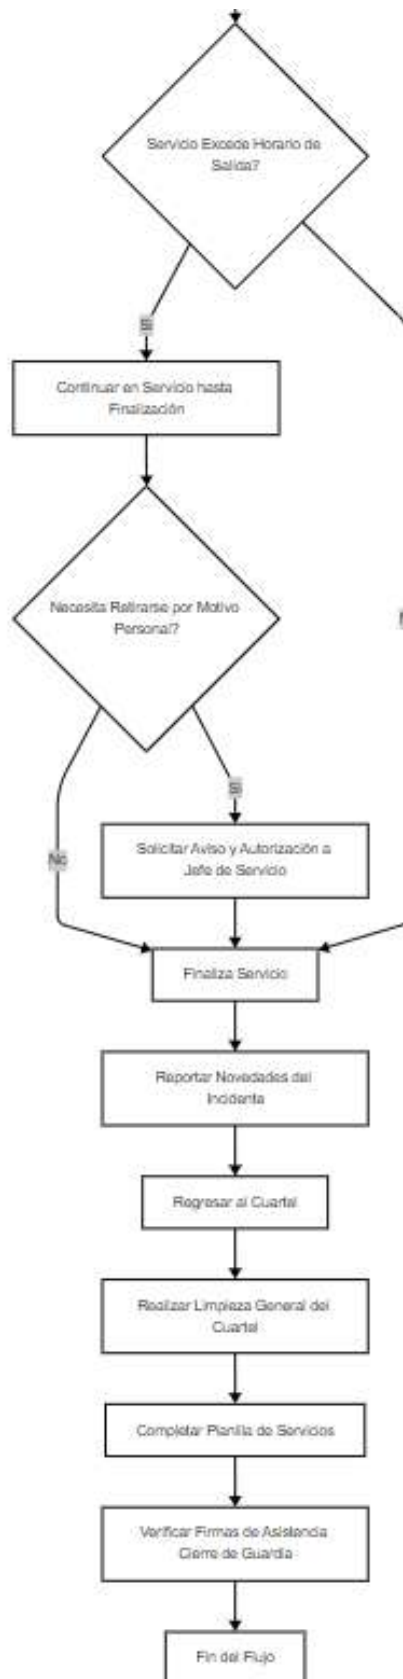 Servicio Excede Horario de
Salida?
Si
Continuar en Servicio hasta
Finalización
Necesita Retirarse por Motivo
Personal?
Si
No
Solicitar Aviso y Autorización a
Jefe de Servicio
Finaliza Servicio
Reportar Novedades del
Incidente
Regresar al Cuartel
Realizar Limpieza General del
Cuartel
Completar Planilla de Servicios
Verificar Firmas de Asistencia
Cierre de Guardia
Fin del Flujo